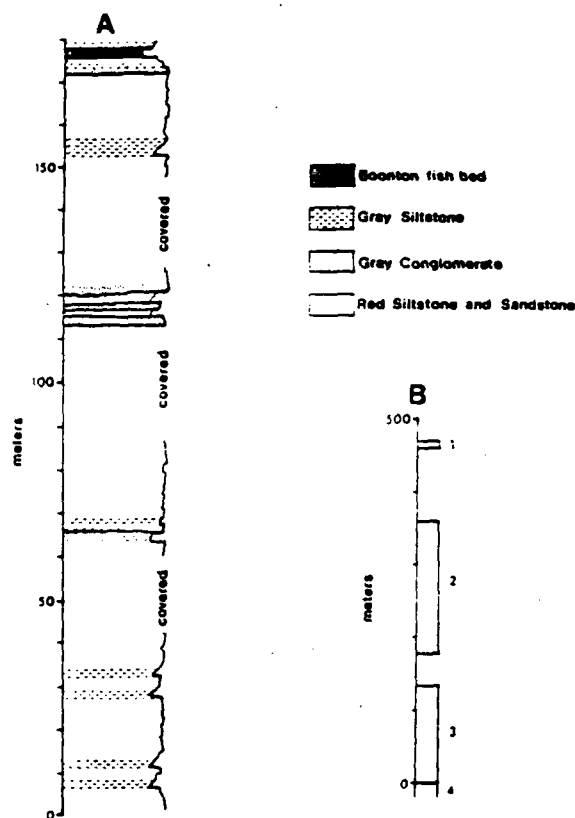 A
150
100
50
0
meters
covered
covered
covered
Boonton fish bed
Gray Siltstone
Gray Conglomerate
Red Siltstone and Sandstone
B
500
0
meters
1
2
3
4